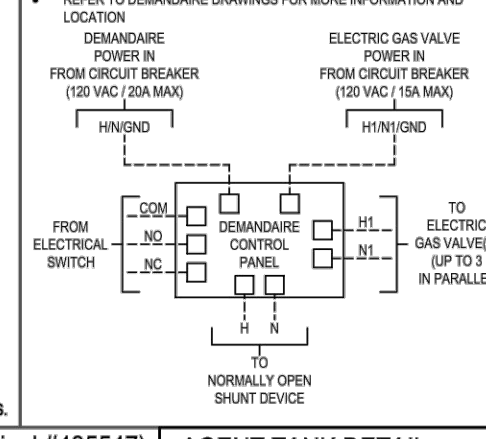 • REFER TO DEMANDAIRE DRAWINGS FOR MORE INFORMATION AND
LOCATION
DEMANDAIRE
POWER IN
FROM CIRCUIT BREAKER
(120 VAC / 20A MAX)
H/N/GND
ELECTRIC GAS VALVE
POWER IN
FROM CIRCUIT BREAKER
(120 VAC / 15A MAX)
H1/N1/GND
FROM
ELECTRICAL
SWITCH
COM
NO
NC
DEMANDAIRE
CONTROL
PANEL
H1
N1
TO
ELECTRIC
GAS VALVE(
(UP TO 3
IN PARALLE
H N
TO
NORMALLY OPEN
SHUNT DEVICE
S.